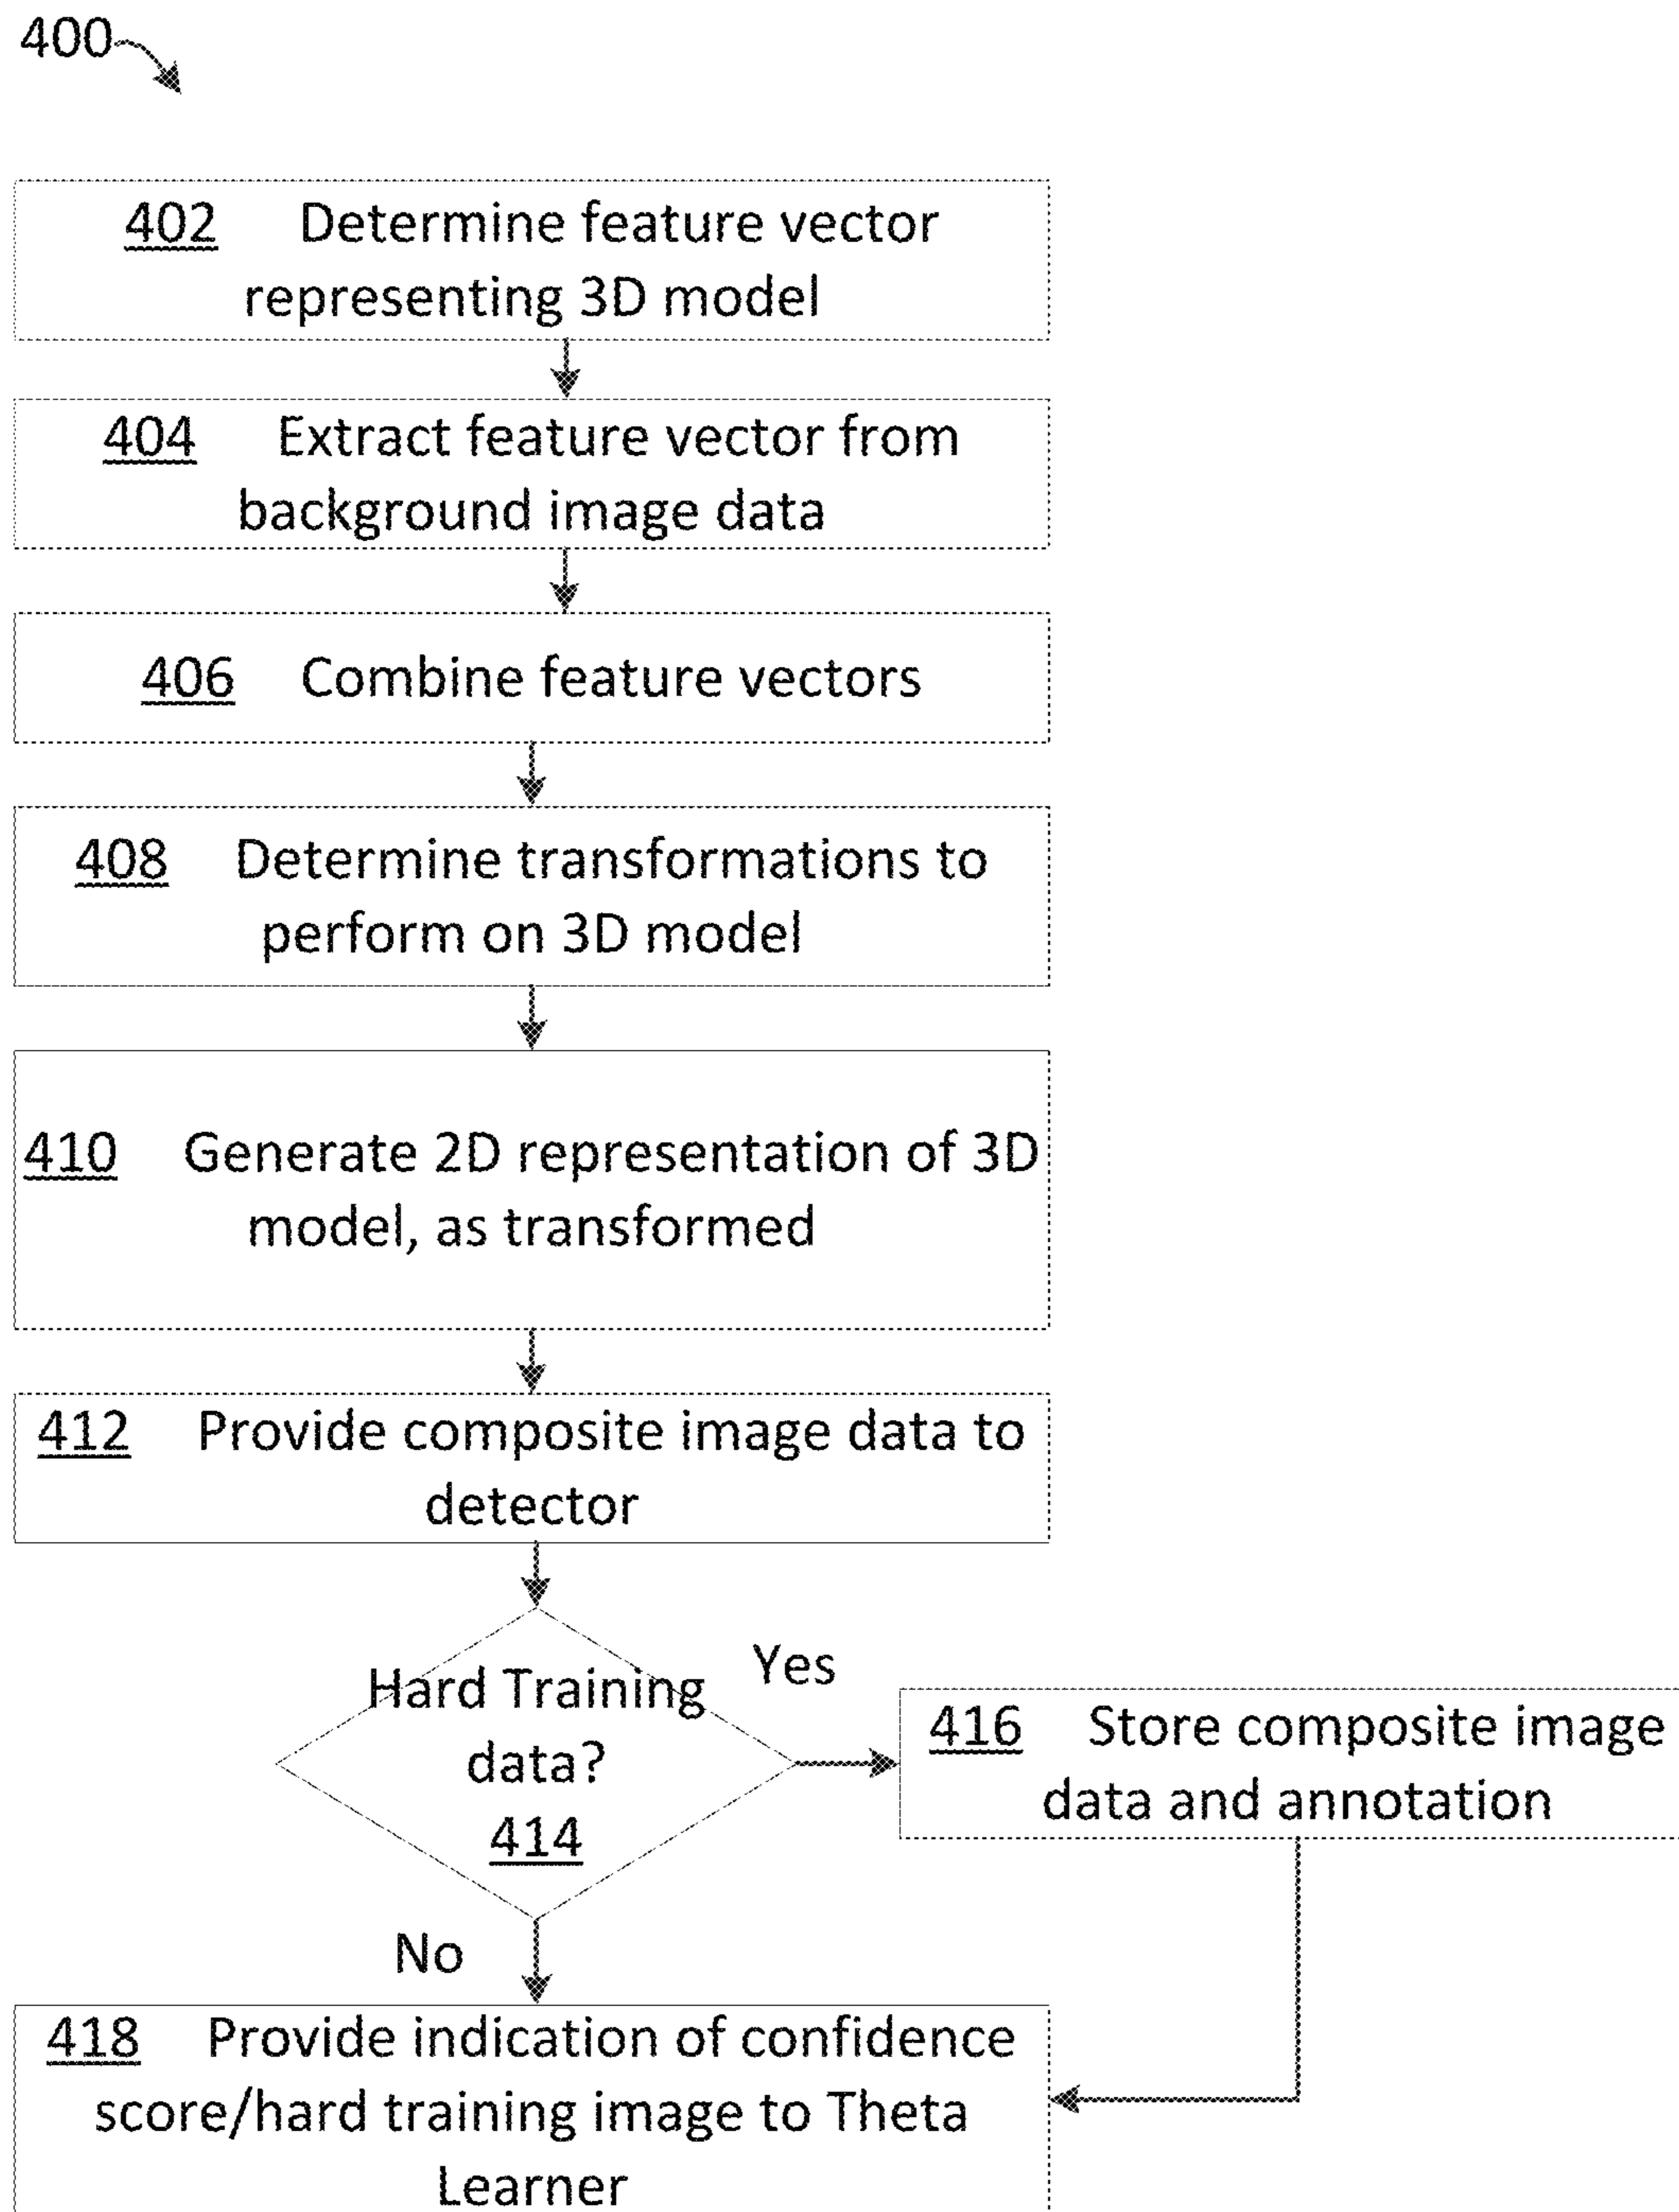 400
402 Determine feature vector
representing 3D model
404 Extract feature vector from
background image data
406 Combine feature vectors
408 Determine transformations to
perform on 3D model
410 Generate 2D representation of 3D
model, as transformed
412 Provide composite image data to
detector
Hard Training
data?
414
Yes
416 Store composite image
data and annotation
No
418 Provide indication of confidence
score/hard training image to Theta
Learner